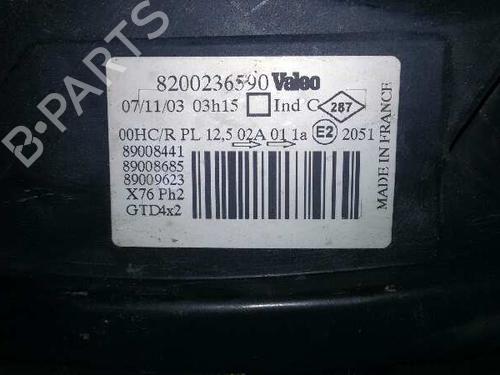 8200236590 Valeo
07/11/03 03h15 Ind C 287
00HC/R PL 12,5 02A 01 1a E2 2051
89008441
89008685
89009623
X76 Ph2
GTD4x2
MADE IN FRANCE
B-PARTS